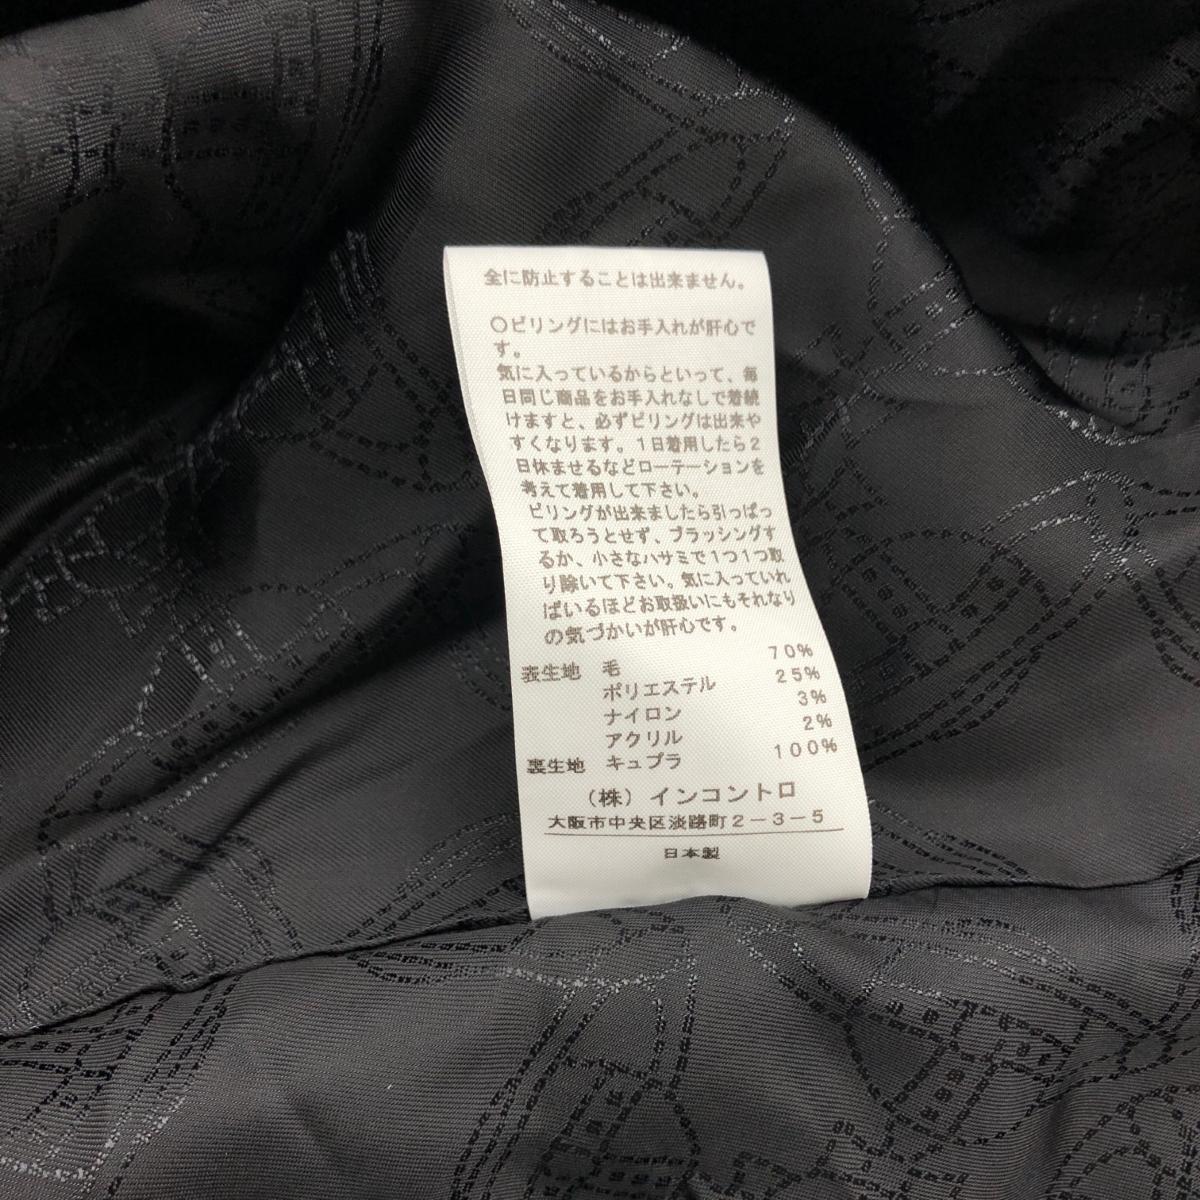 全に防止することは出来ません。
○ピリングにはお手入れが肝心で
す。
気に入っているからといって、毎
日同じ商品をお手入れなしで着続
けますと、必ずピリングは出来や
すくなります。1日着用したら2
日休ませるなどローテーションを
考えて着用して下さい。
ピリングが出来ましたら引っぱっ
て取ろうとせず、ブラッシングす
るか、小さなハサミで1つ1つ取
り除いて下さい。気に入っていれ
ばいるほどお取扱いにもそれなり
の気づかいが肝心です。
表生地 毛 70%
ポリエステル 25%
ナイロン 3%
アクリル 2%
裏生地 キュプラ 100%
(株)インコントロ
大阪市中央区淡路町2-3-5
日本製